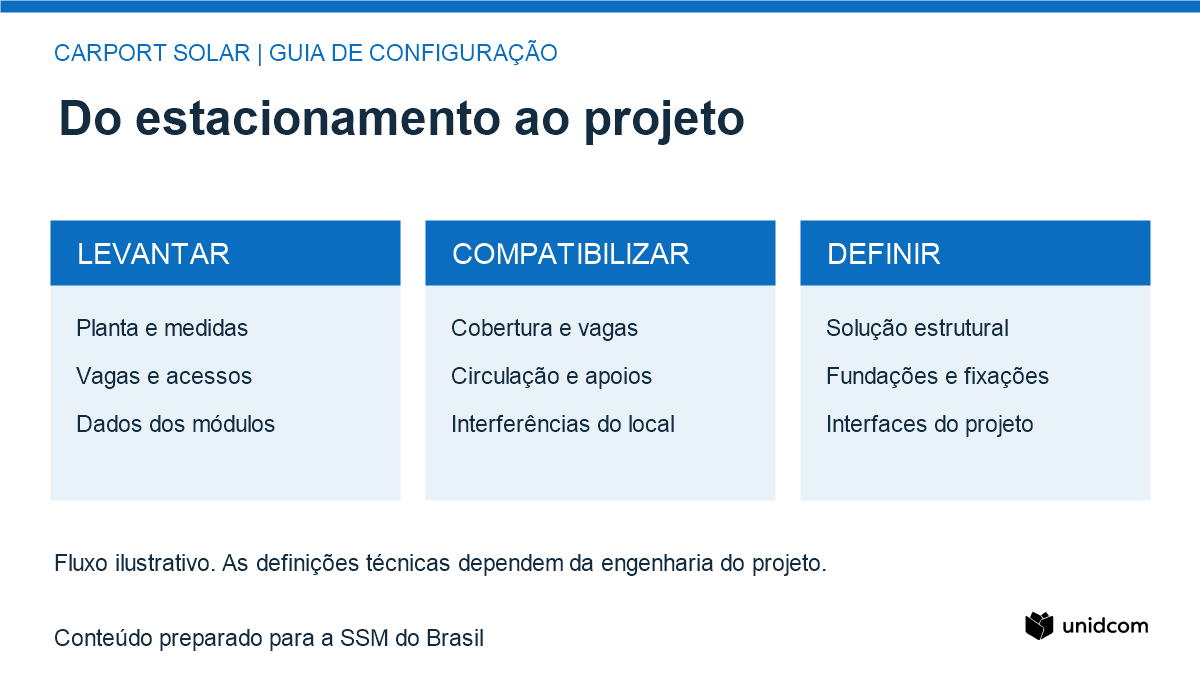 CARPORT SOLAR | GUIA DE CONFIGURAÇÃO
Do estacionamento ao projeto
LEVANTAR
Planta e medidas
Vagas e acessos
Dados dos módulos
COMPATIBILIZAR
Cobertura e vagas
Circulação e apoios
Interferências do local
DEFINIR
Solução estrutural
Fundações e fixações
Interfaces do projeto
Fluxo ilustrativo. As definições técnicas dependem da engenharia do projeto.
Conteúdo preparado para a SSM do Brasil
unidcom